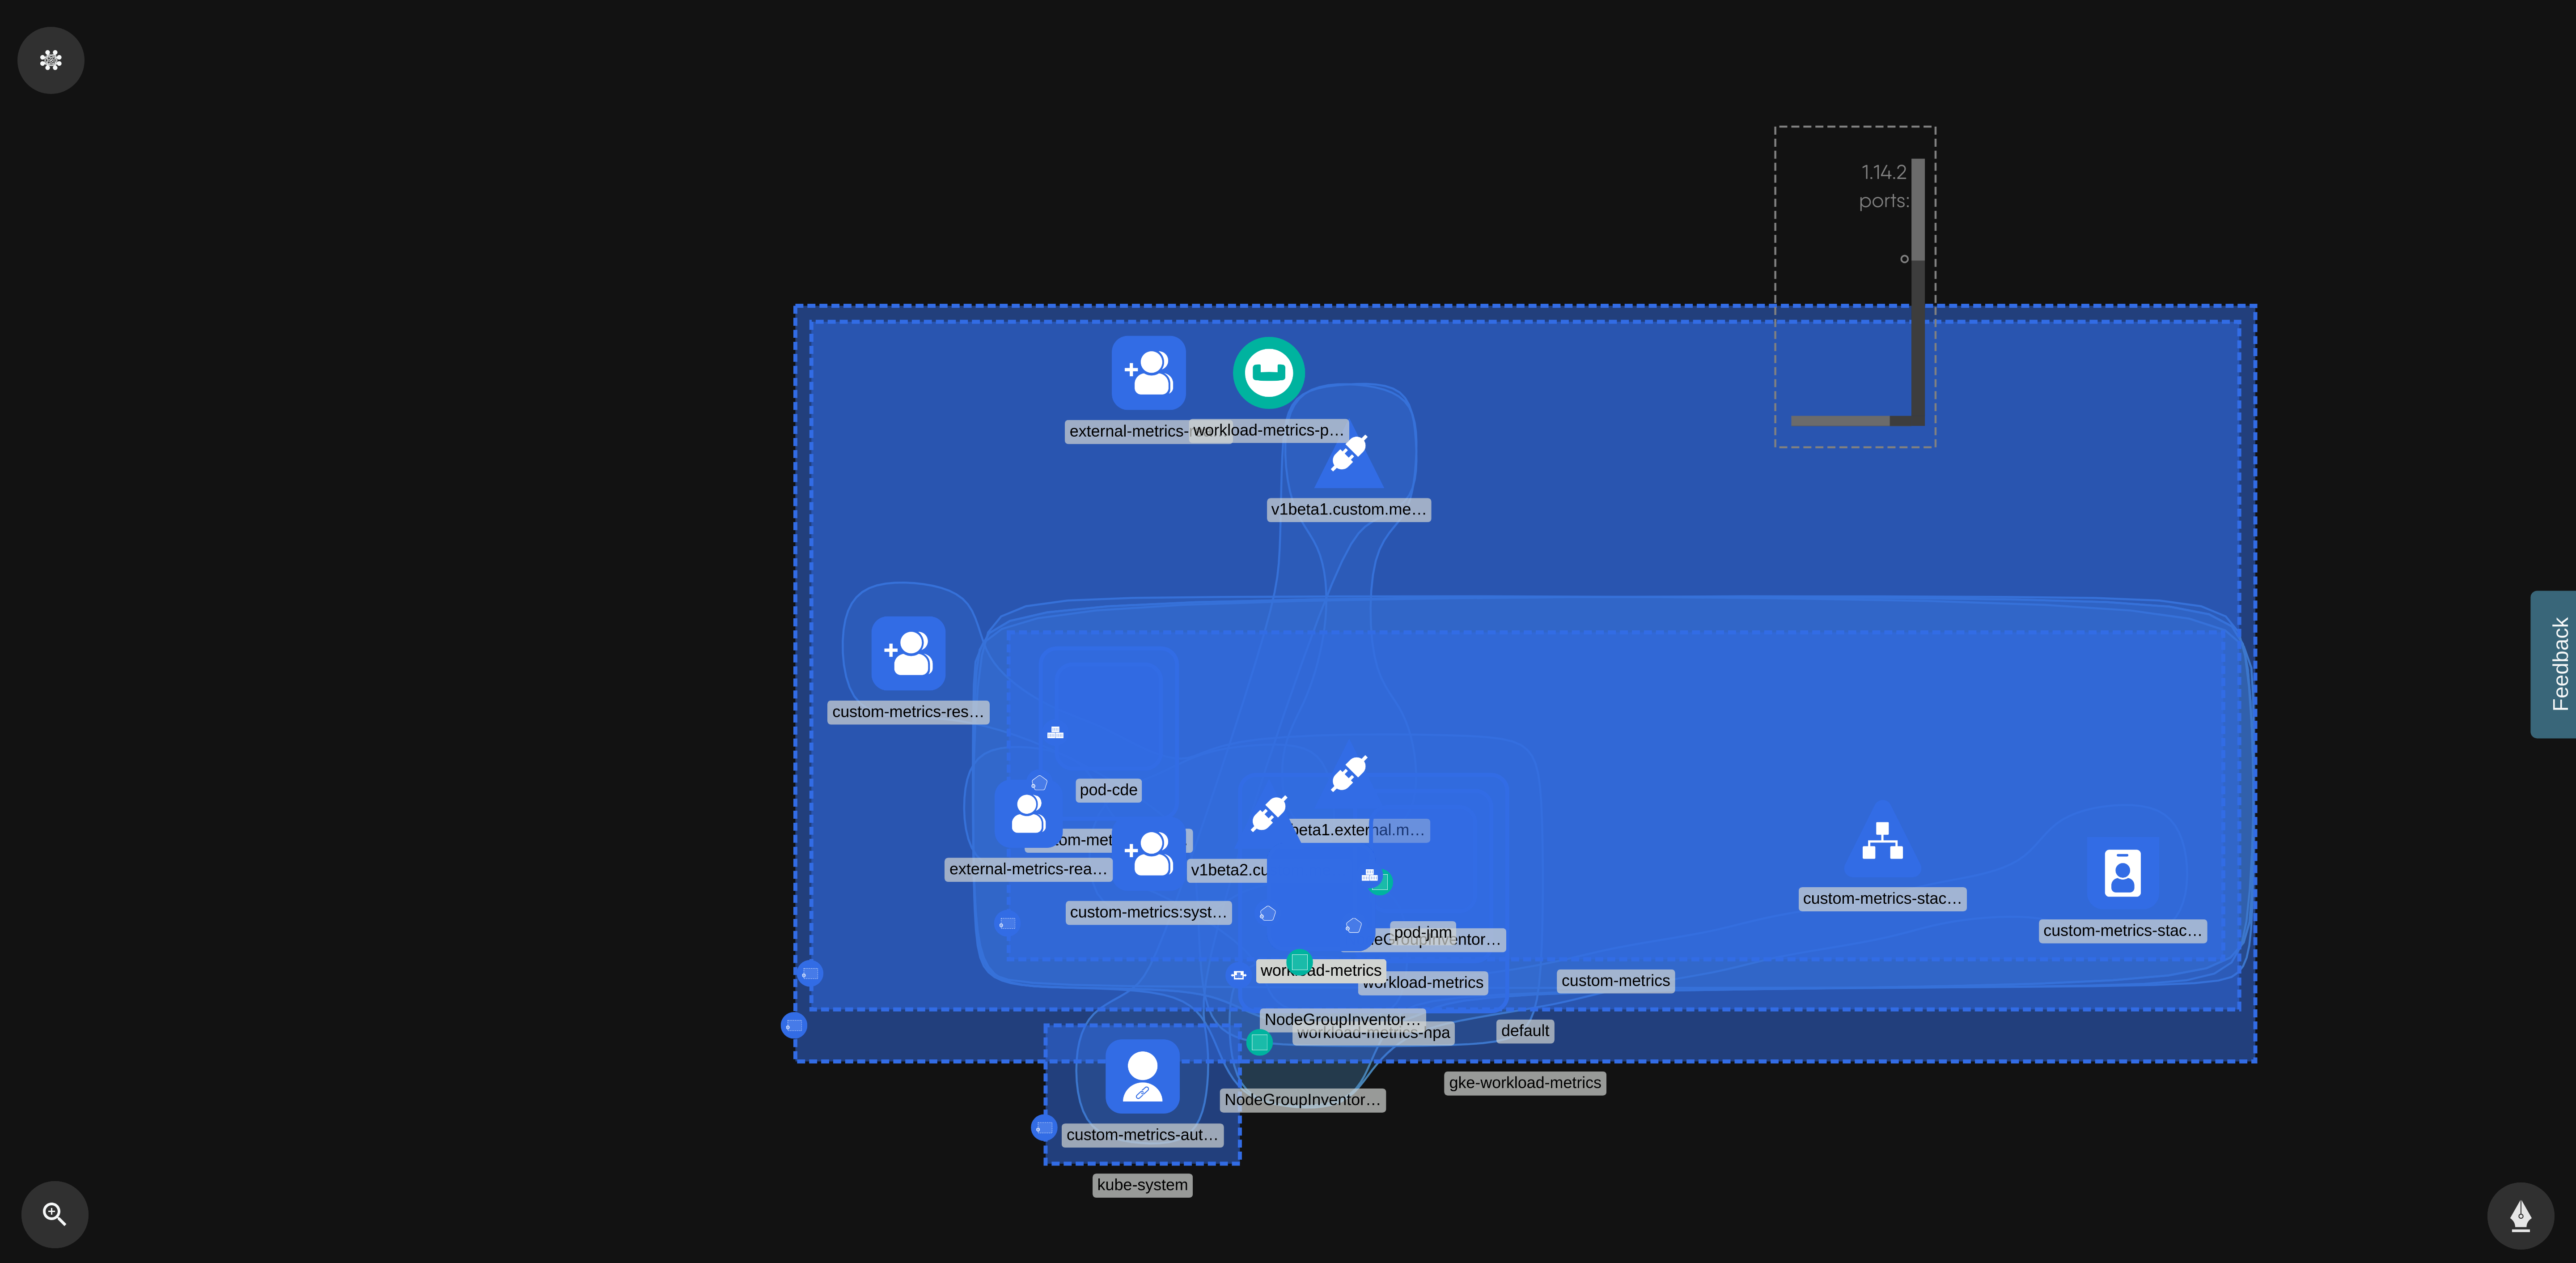 1.14.2
ports:
external-metrics-
workload-metrics-p…
v1beta1.custom.me…
custom-metrics-res…
pod-cde
beta1.external.m…
om-met
external-metrics-rea…
v1beta2.cu
custom-metrics:syst…
custom-metrics-stac…
custom-metrics-stac…
pod-jnm
eGroupInventor…
workload-metrics
workload-metrics
custom-metrics
NodeGroupInventor…
workload-metrics-hpa
default
gke-workload-metrics
NodeGroupInventor…
custom-metrics-aut…
kube-system
Feedback